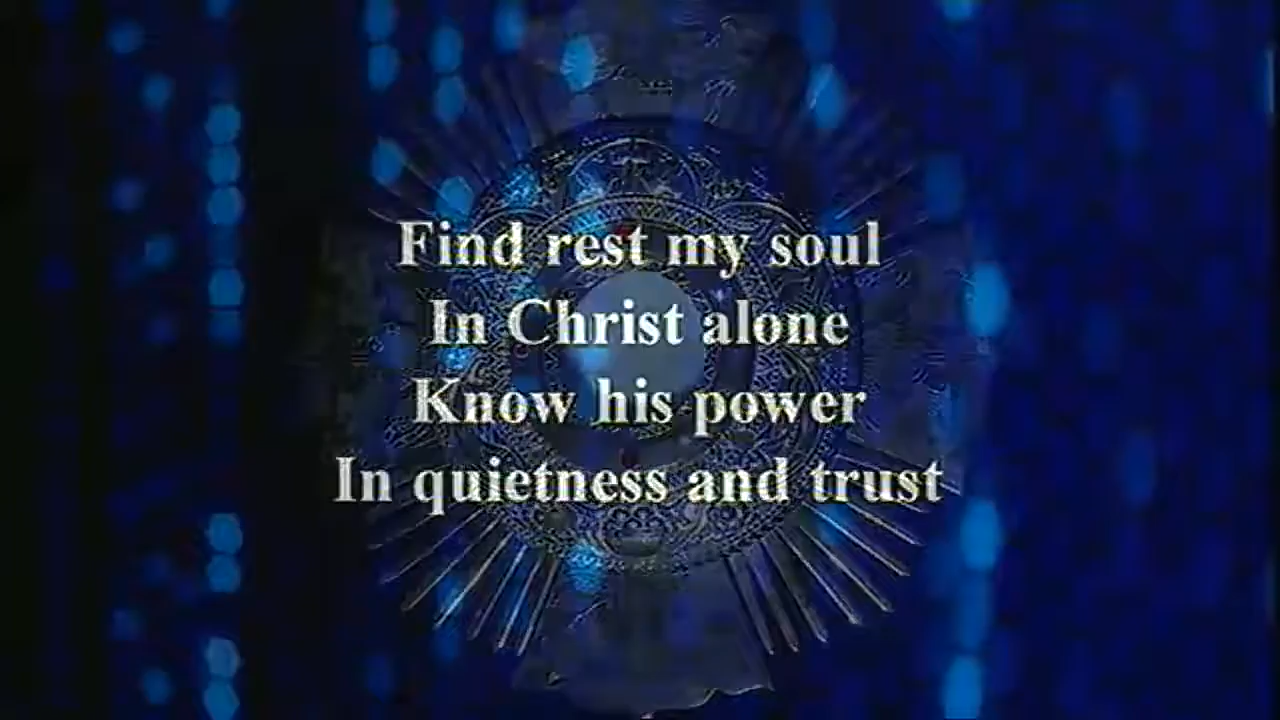 Find rest my soul
In Christ alone
Know his power
In quietness and trust